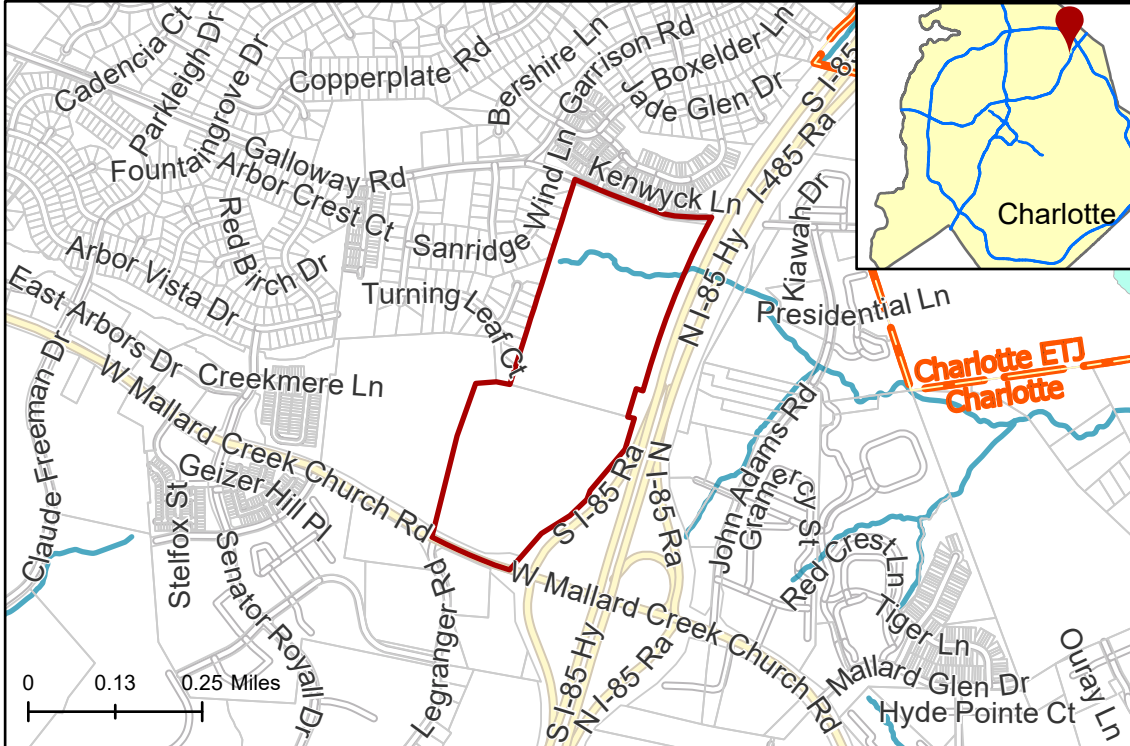 Cadencia Ct
Parkleigh Dr
Fountaingrove Dr
Copperplate Rd
Bershire Ln
Garrison Rd
Boxelder Ln
Jade Glen Dr
S I-85
I-485 Ra
Galloway Rd
Arbor Crest Ct
Wind Ln
Kenwyck Ln
Sanridge
Red Birch Dr
Arbor Vista Dr
Turning Leaf Ct
East Arbors Dr
Creekmere Ln
Claude Freeman Dr
W Mallard Creek Church Rd
Geizer Hill Pl
Stelfox St
Senator Royall Dr
Legranger Rd
N I-85 Hy
Kiawah Dr
Presidential Ln
Charlotte ETJ
Charlotte
S I-85 Ra
N I-85 Ra
John Adams Rd
Gramercy St
Red Crest Ln
Tiger Ln
W Mallard Creek Church Rd
S I-85 Hy
N I-85 Ra
Mallard Glen Dr
Hyde Pointe Ct
Ouray Ln
0 0.13 0.25 Miles
Charlotte